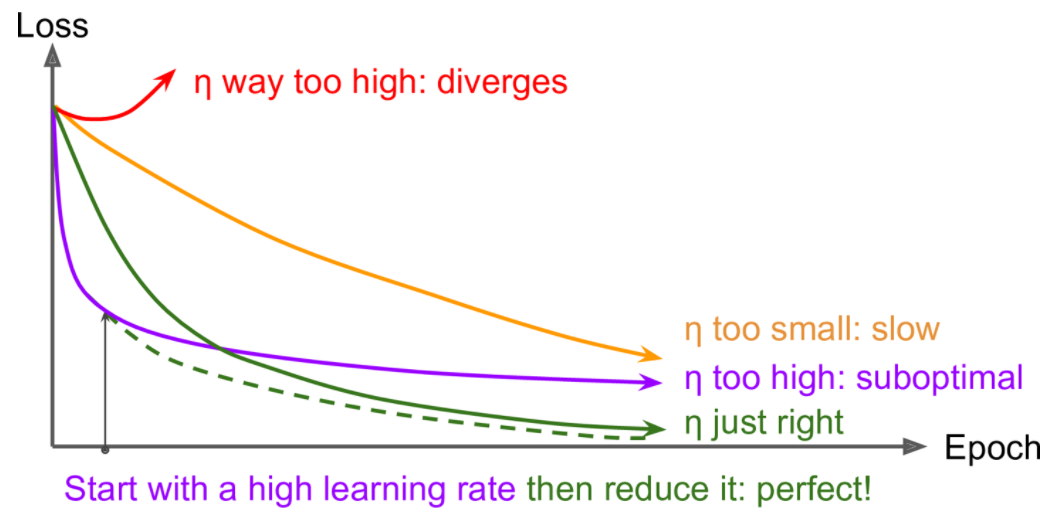 Loss
η way too high: diverges
η too small: slow
η too high: suboptimal
η just right
Epoch
Start with a high learning rate then reduce it: perfect!